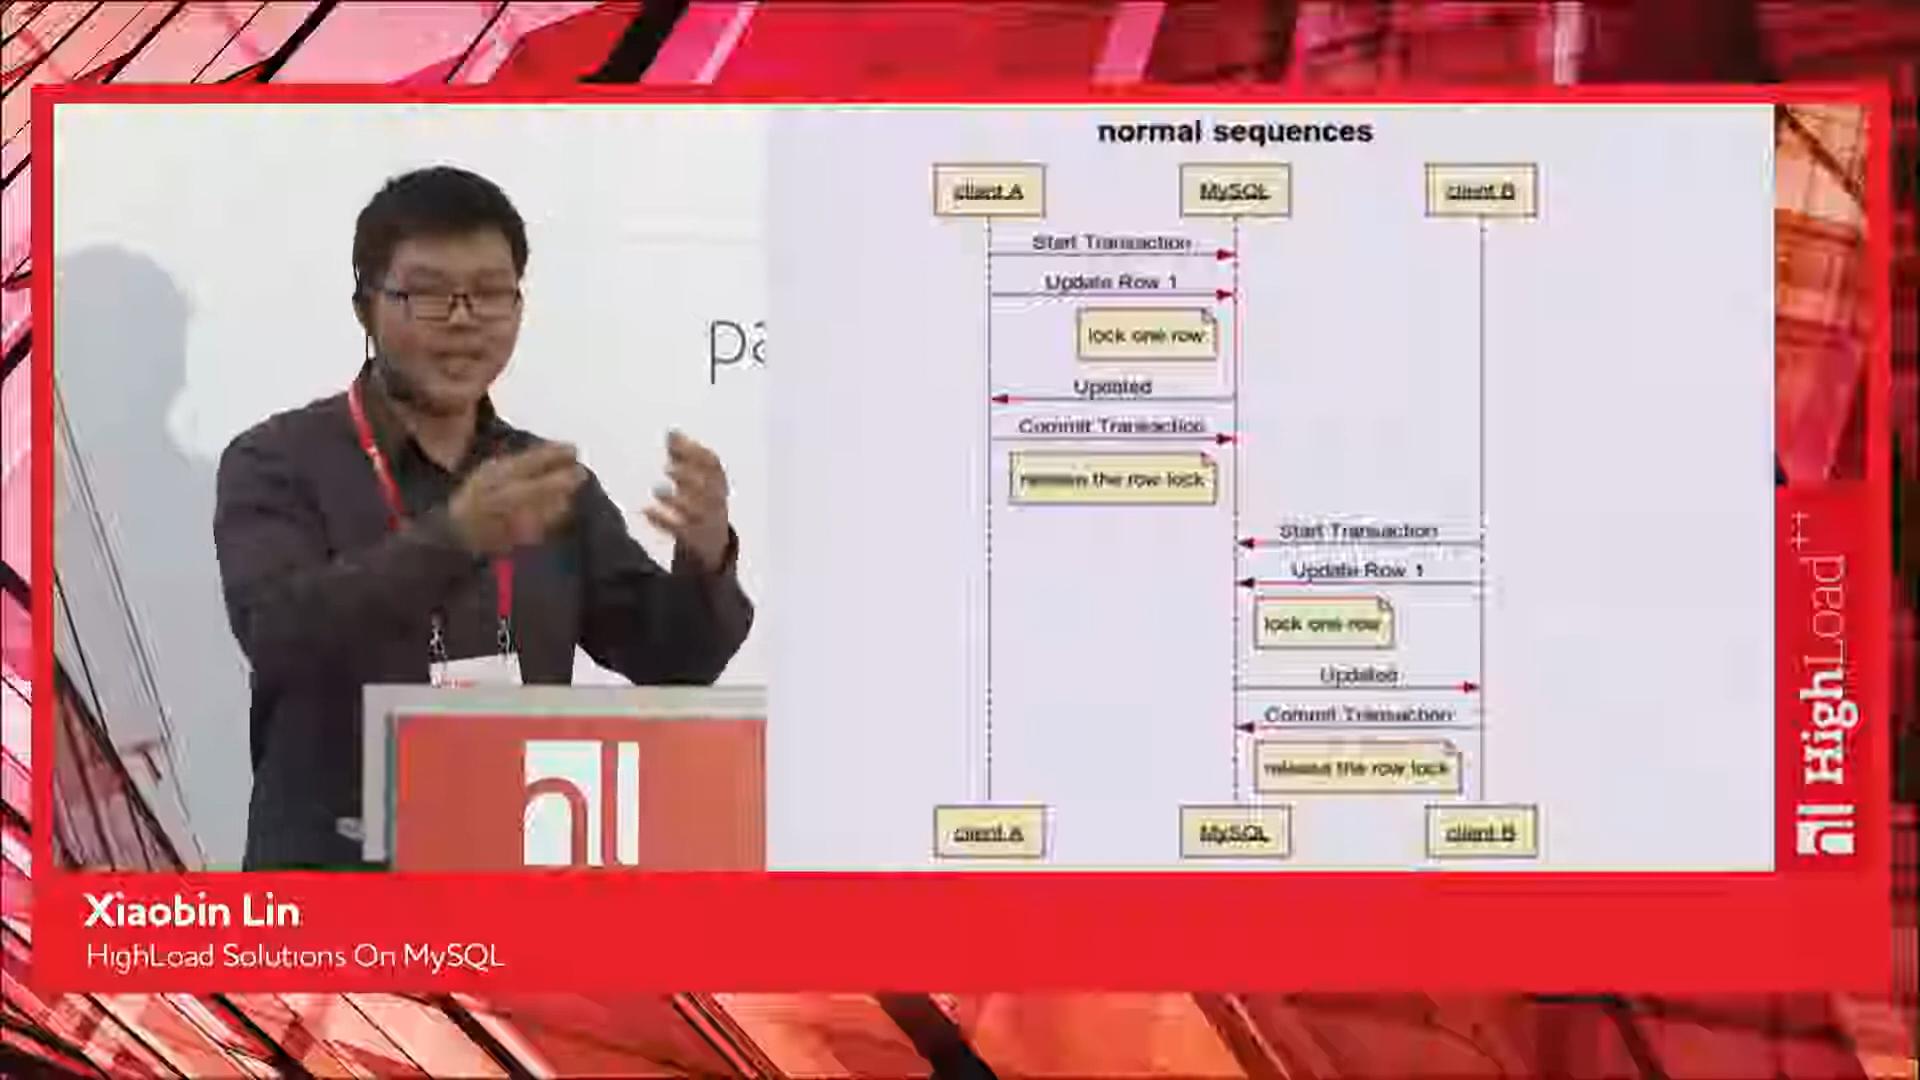 normal sequences
client A
MySQL
client B
Start Transaction
Update Row 1
lock one row
Updated
Commit Transaction
release the row lock
Start Transaction
Update Row 1
lock one row
Updated
Commit Transaction
release the row lock
client A
MySQL
client B
pa
HighLoad++
Xiaobin Lin
HighLoad Solutions On MySQL